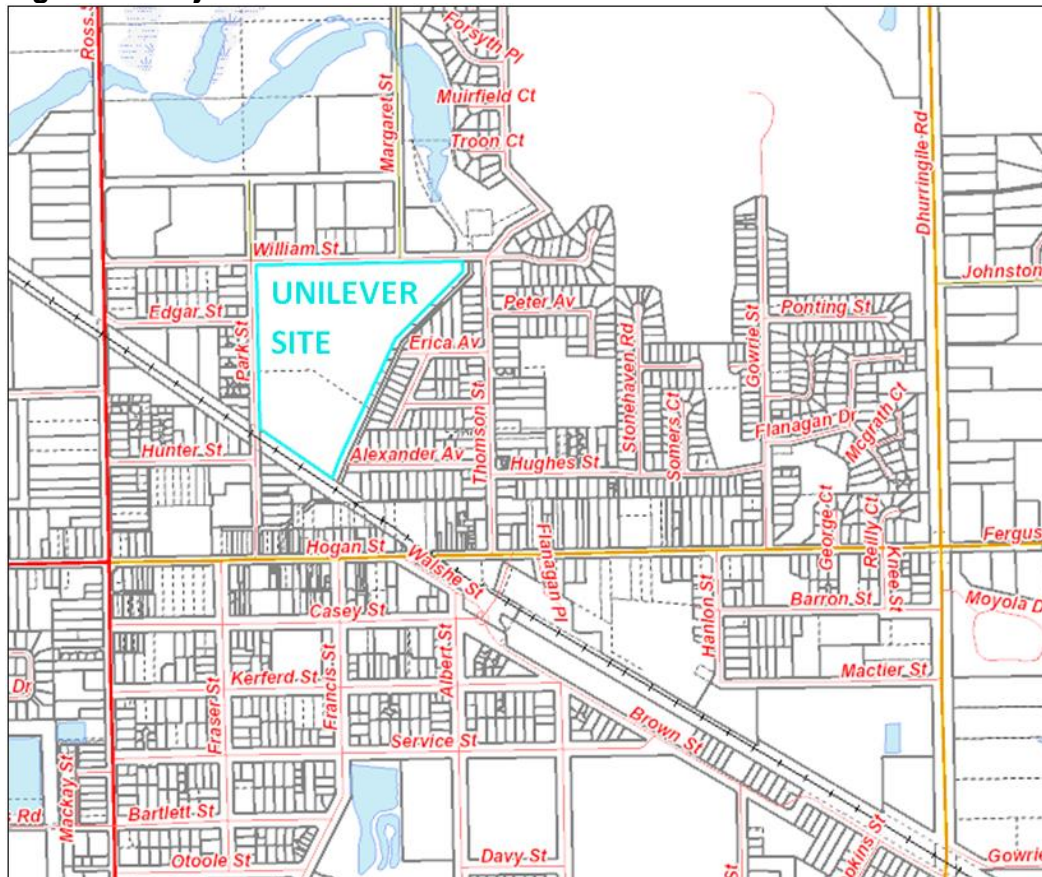 Ross
Forsyth Pl
Muirfield Ct
Margaret St
Troon Ct
Dhurringile Rd
William St
Johnston
UNILEVER
SITE
Edgar St
Park St
Peter Av
Ponting St
Erica Av
Stonehaven Rd
Gowrie St
Thomson St
Somers Ct
Flanagan Dr
Mcgrath Ct
Hunter St
Alexander Av
Hughes St
George Ct
Reilly Ct
Hogan St
Flanagan Pl
Fergus
Walshe St
Knee St
Casey St
Hanlon St
Barron St
Moyola D
Albert St
Kerferd St
Francis St
Mactier St
Dr
Fraser St
Brown St
Service St
Mackay St
Bartlett St
s Rd
Otoole St
Davy St
St
pkins St
Gowrie